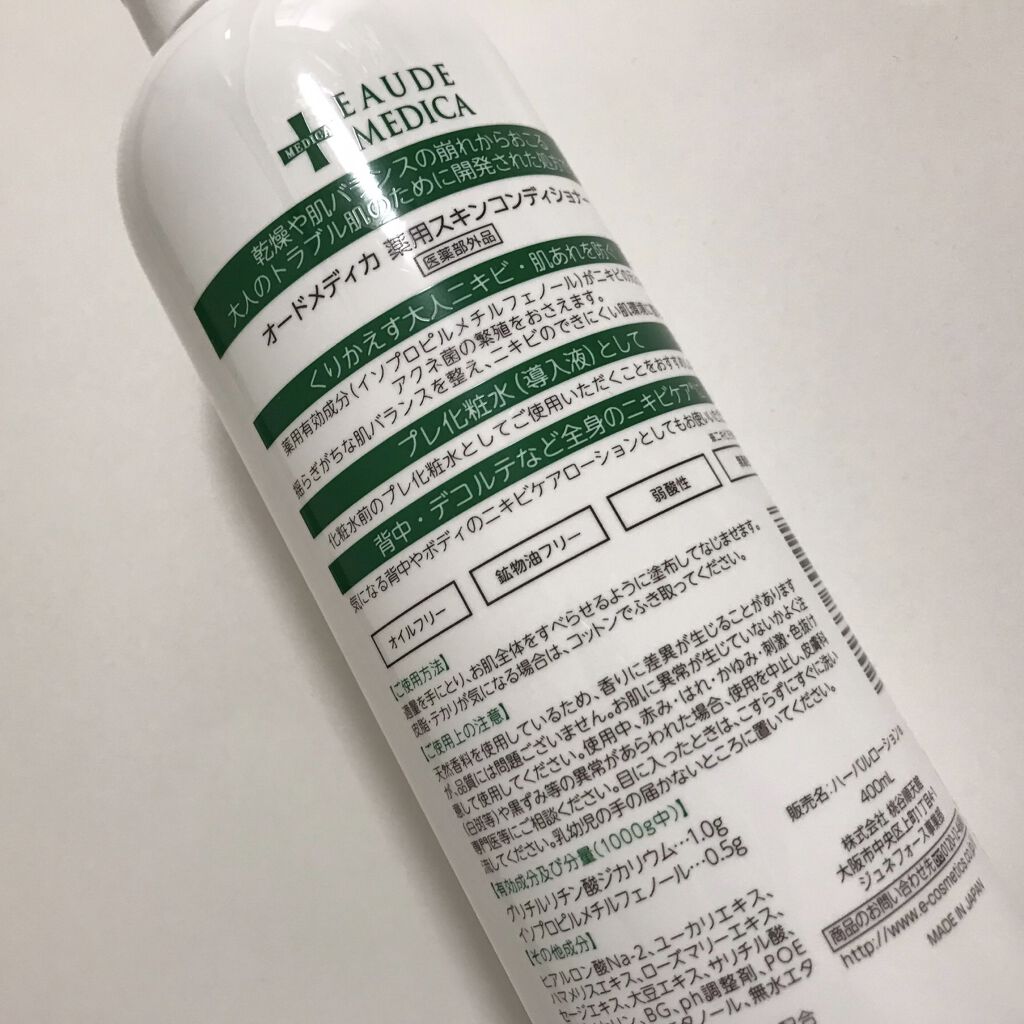 EAUDE
MEDICA
MEDICA
乾燥や肌バランスの崩れからおこる
大人のトラブル肌のために開発された処方
オードメディカ 薬用スキンコンディショナー
医薬部外品
くりかえす大人ニキビ・肌あれを防ぐ
薬用有効成分(イソプロピルメチルフェノール)がニキビの
アクネ菌の繁殖をおさえます。
揺らぎがちな肌バランスを整え、ニキビのできにくい肌環境に
プレ化粧水(導入液)として
化粧水前のプレ化粧水としてご使用いただくことをおすすめ
背中・デコルテなど全身のニキビケア
気になる背中やボディのニキビケアローションとしてもお使い
オイルフリー
鉱物油フリー
弱酸性
【ご使用方法】
適量を手にとり、お肌全体をすべらせるように塗布してなじませます。
皮脂・テカリが気になる場合は、コットンでふき取ってください。
【ご使用上の注意】
天然香料を使用しているため、香りに差異が生じることがあります
が、品質には問題ございません。お肌に異常が生じていないかよく注
意して使用してください。使用中、赤み・はれ・かゆみ・刺激・色抜け
(白斑等)や黒ずみ等の異常があらわれた場合、使用を中止し、皮膚科
専門医等にご相談ください。目に入ったときは、こすらずにすぐに洗い
流してください。乳幼児の手の届かないところに置いてください。
【有効成分及び分量(1000g中)】
グリチルリチン酸ジカリウム…1.0g
イソプロピルメチルフェノール…0.5g
【その他成分】
ヒアルロン酸Na-2、ユーカリエキス、
ハマメリスエキス、ローズマリーエキス、
セージエキス、大豆エキス、サリチル酸、
リン、BG、ph調整剤、POE
タノール、無水エタ
配合
販売名:ハーバルローションa
400mL
株式会社 桃谷順天館
大阪市中央区上町1丁目4-1
ジュネフォース事業部
商品のお問い合わせ先
http://www.e-cosmetics.co
MADE IN JAPAN